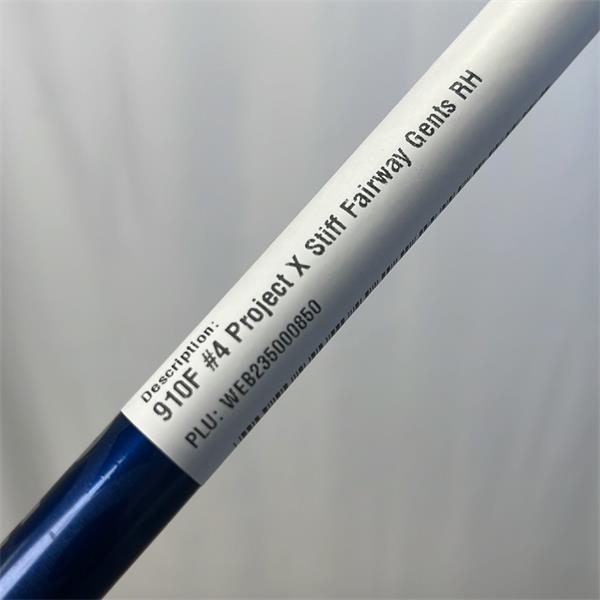 Description:
910F #4 Project X Stiff Fairway Gents RH
PLU: WEB235000850